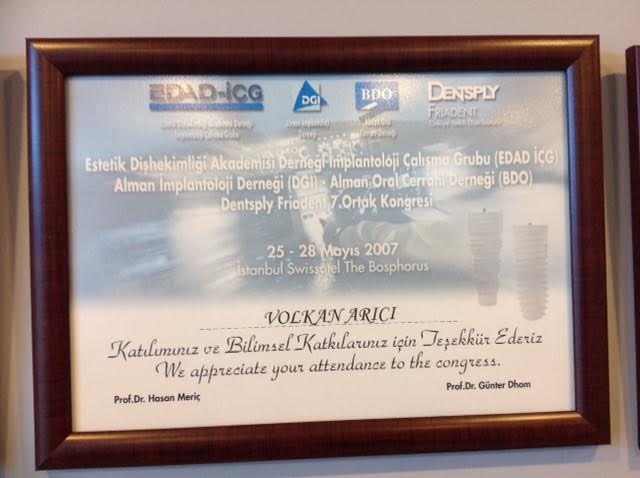 EDAD-İÇG
DGI
BDO
DENTSPLY
FRIADENT
Estetik Dişhekimliği Akademisi Derneği İmplantoloji Çalışma Grubu (EDAD İÇG)
Alman İmplantoloji Derneği (DGI) - Alman Oral Cerrahi Derneği (BDO)
Dentsply Friadent 7.Ortak Kongresi
25 - 28 Mayıs 2007
İstanbul Swissotel The Bosphorus
VOLKAN ARICI
Katılımınız ve Bilimsel Katkılarınız için Teşekkür Ederiz
We appreciate your attendance to the congress.
Prof.Dr. Hasan Meriç
Prof.Dr. Günter Dhom